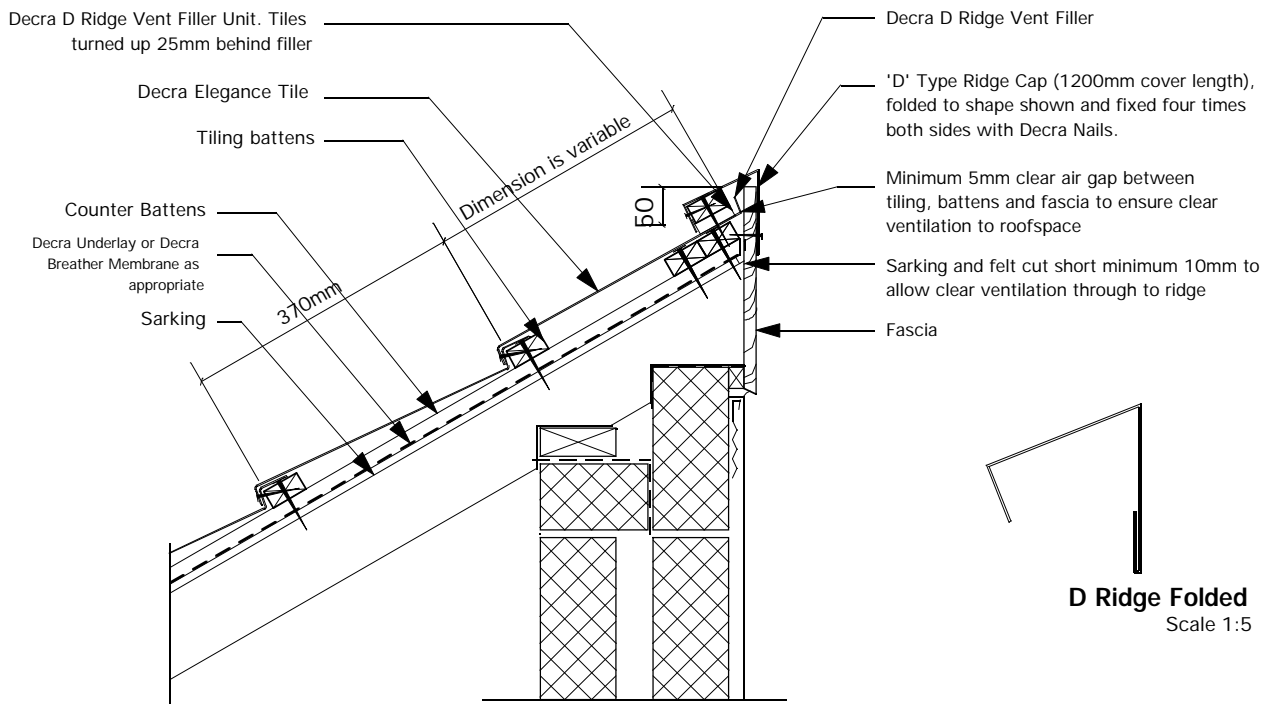 Decra D Ridge Vent Filler Unit. Tiles
turned up 25mm behind filler
Decra Elegance Tile
Tiling battens
Counter Battens
Decra Underlay or Decra
Breather Membrane as
appropriate
Sarking
370mm
Dimension is variable
50
Decra D Ridge Vent Filler
'D' Type Ridge Cap (1200mm cover length),
folded to shape shown and fixed four times
both sides with Decra Nails.
Minimum 5mm clear air gap between
tiling, battens and fascia to ensure clear
ventilation to roofspace
Sarking and felt cut short minimum 10mm to
allow clear ventilation through to ridge
Fascia
D Ridge Folded
Scale 1:5